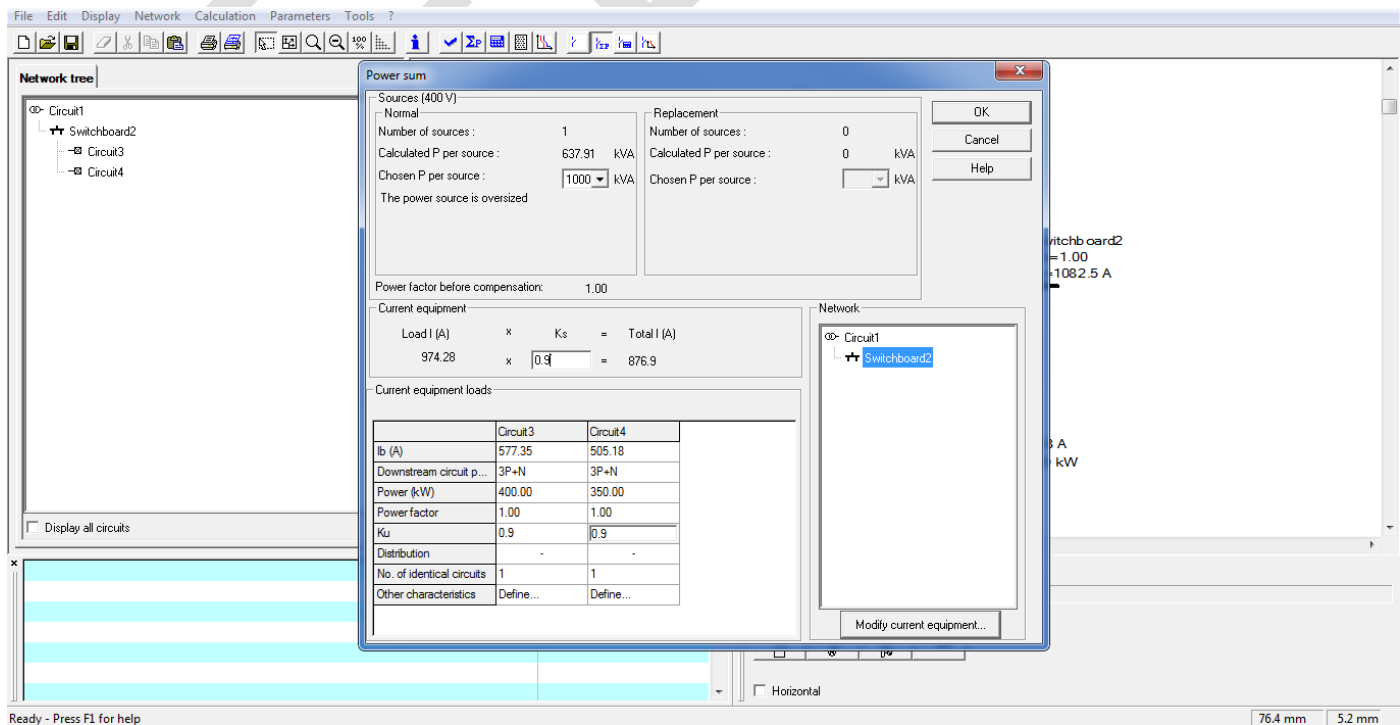 File Edit Display Network Calculation Parameters Tools ?
Network tree
Circuit1
Switchboard2
Circuit3
Circuit4
Display all circuits
Power sum
Sources (400 V)
Normal
Number of sources : 1
Calculated P per source : 637.91 kVA
Chosen P per source : 1000 kVA
The power source is oversized
Replacement
Number of sources : 0
Calculated P per source : 0 kVA
Chosen P per source : kVA
Power factor before compensation: 1.00
OK
Cancel
Help
Current equipment
Load I (A) x Ks = Total I (A)
974.28 x 0.9 = 876.9
Current equipment loads
Circuit3 Circuit4
Ib (A) 577.35 505.18
Downstream circuit p... 3P+N 3P+N
Power (kW) 400.00 350.00
Power factor 1.00 1.00
Ku 0.9 0.9
Distribution - -
No. of identical circuits 1 1
Other characteristics Define... Define...
Network
Circuit1
Switchboard2
Modify current equipment...
witchboard2
=1.00
=1082.5 A
A
kW
Horizontal
Ready - Press F1 for help
76.4 mm 5.2 mm